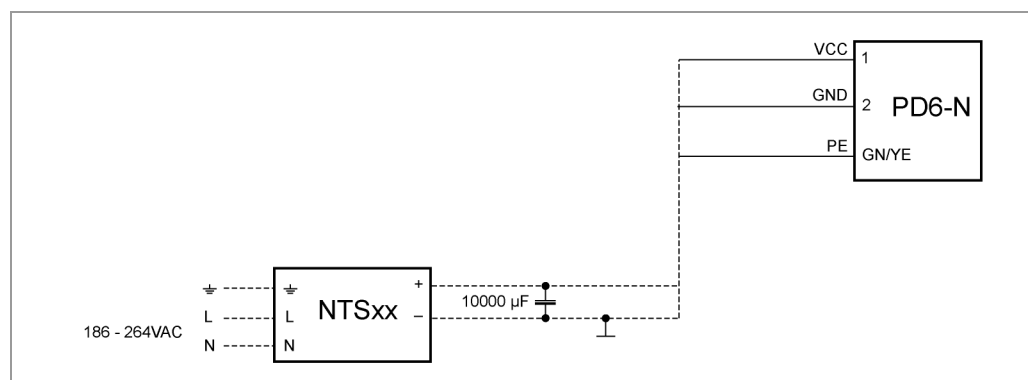 VCC 1
GND 2
PD6-N
PE GN/YE
+
10000 µF
NTSxx
L L
–
186 - 264VAC
N N